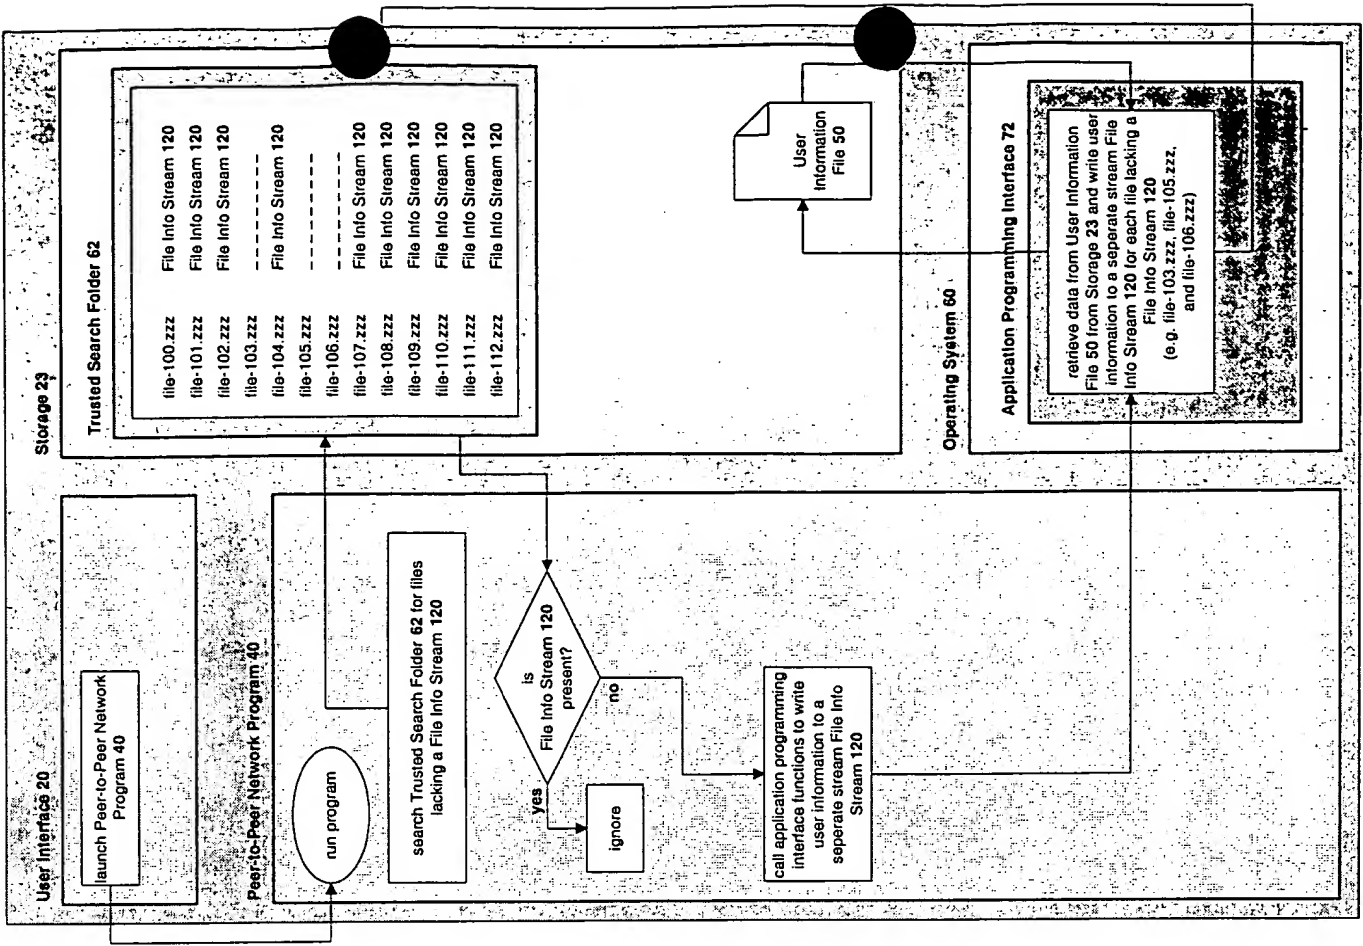 User Interface 20
launch Peer-to-Peer Network
Program 40
Peer-to-Peer Network Program 40
run program
search Trusted Search Folder 62 for files
lacking a File Info Stream 120
is
File Info Stream 120
present?
yes
no
ignore
call application programming
interface functions to write
user information to a
seperate stream File Info
Stream 120
Storage 23
Trusted Search Folder 62
file-100.zzz File Info Stream 120
file-101.zzz File Info Stream 120
file-102.zzz File Info Stream 120
file-103.zzz --------
file-104.zzz File Info Stream 120
file-105.zzz --------
file-106.zzz --------
file-107.zzz File Info Stream 120
file-108.zzz File Info Stream 120
file-109.zzz File Info Stream 120
file-110.zzz File Info Stream 120
file-111.zzz File Info Stream 120
file-112.zzz File Info Stream 120
User
Information
File 50
Operating System 60
Application Programming Interface 72
retrieve data from User Information
File 50 from Storage 23 and write user
information to a seperate stream File
Info Stream 120 for each file lacking a
File Info Stream 120
(e.g. file-103.zzz, file-105.zzz,
and file-106.zzz)